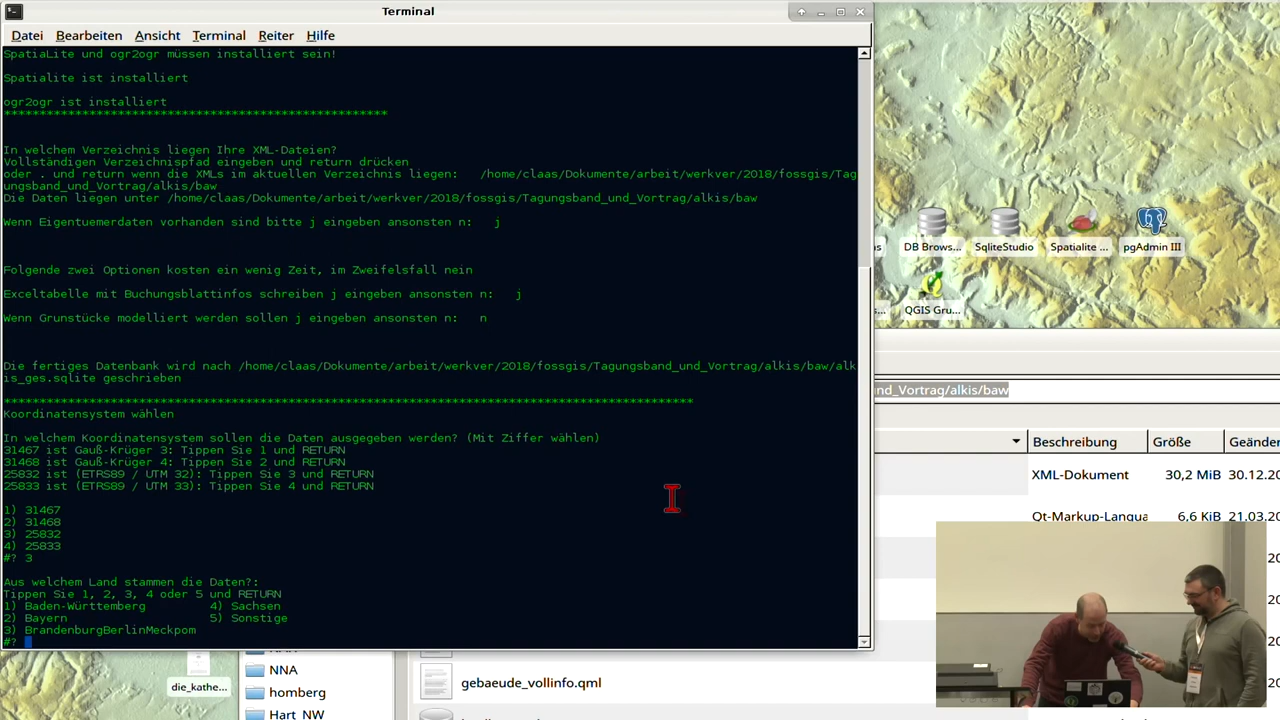 Terminal
Datei Bearbeiten Ansicht Terminal Reiter Hilfe
SpatiaLite und ogr2ogr müssen installiert sein!
Spatialite ist installiert
ogr2ogr ist installiert
******************************************************
In welchem Verzeichnis liegen Ihre XML-Dateien?
Vollständigen Verzeichnispfad eingeben und return drücken
oder . und return wenn die XMLs im aktuellen Verzeichnis liegen:   /home/claas/Dokumente/arbeit/werkver/2018/fossgis/Tag
ungsband_und_Vortrag/alkis/baw
Die Daten liegen unter /home/claas/Dokumente/arbeit/werkver/2018/fossgis/Tagungsband_und_Vortrag/alkis/baw
Wenn Eigentuemerdaten vorhanden sind bitte j eingeben ansonsten n:   j
Folgende zwei Optionen kosten ein wenig Zeit, im Zweifelsfall nein
Exceltabelle mit Buchungsblattinfos schreiben j eingeben ansonsten n:   j
Wenn Grunstücke modelliert werden sollen j eingeben ansonsten n:   n
Die fertiges Datenbank wird nach /home/claas/Dokumente/arbeit/werkver/2018/fossgis/Tagungsband_und_Vortrag/alkis/baw/alk
is_ges.sqlite geschrieben
*************************************************************************************************
Koordinatensystem wählen
In welchem Koordinatensystem sollen die Daten ausgegeben werden? (Mit Ziffer wählen)
31467 ist Gauß-Krüger 3: Tippen Sie 1 und RETURN
31468 ist Gauß-Krüger 4: Tippen Sie 2 und RETURN
25832 ist (ETRS89 / UTM 32): Tippen Sie 3 und RETURN
25833 ist (ETRS89 / UTM 33): Tippen Sie 4 und RETURN
1) 31467
2) 31468
3) 25832
4) 25833
#? 3
Aus welchem Land stammen die Daten?:
Tippen Sie 1, 2, 3, 4 oder 5 und RETURN
1) Baden-Württemberg 4) Sachsen
2) Bayern 5) Sonstige
3) BrandenburgBerlinMeckpom
#?
DB Brows... SqliteStudio Spatialite ... pgAdmin III
QGIS Gru...
und_Vortrag/alkis/baw
Beschreibung Größe Geänder
XML-Dokument 30,2 MiB 30.12.20
Qt-Markup-Langua 6,6 KiB 21.03.20
die_kathe...
NNA
homberg
Hart_NW
gebaeude_vollinfo.qml